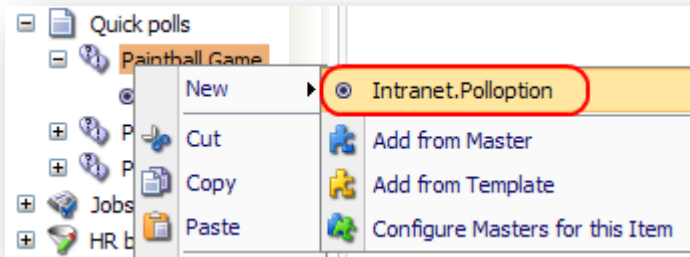 Quick polls
Paintball Game
New
Intranet.Polloption
P
Cut
Add from Master
P
Copy
Add from Template
Jobs
Paste
Configure Masters for this Item
HR b